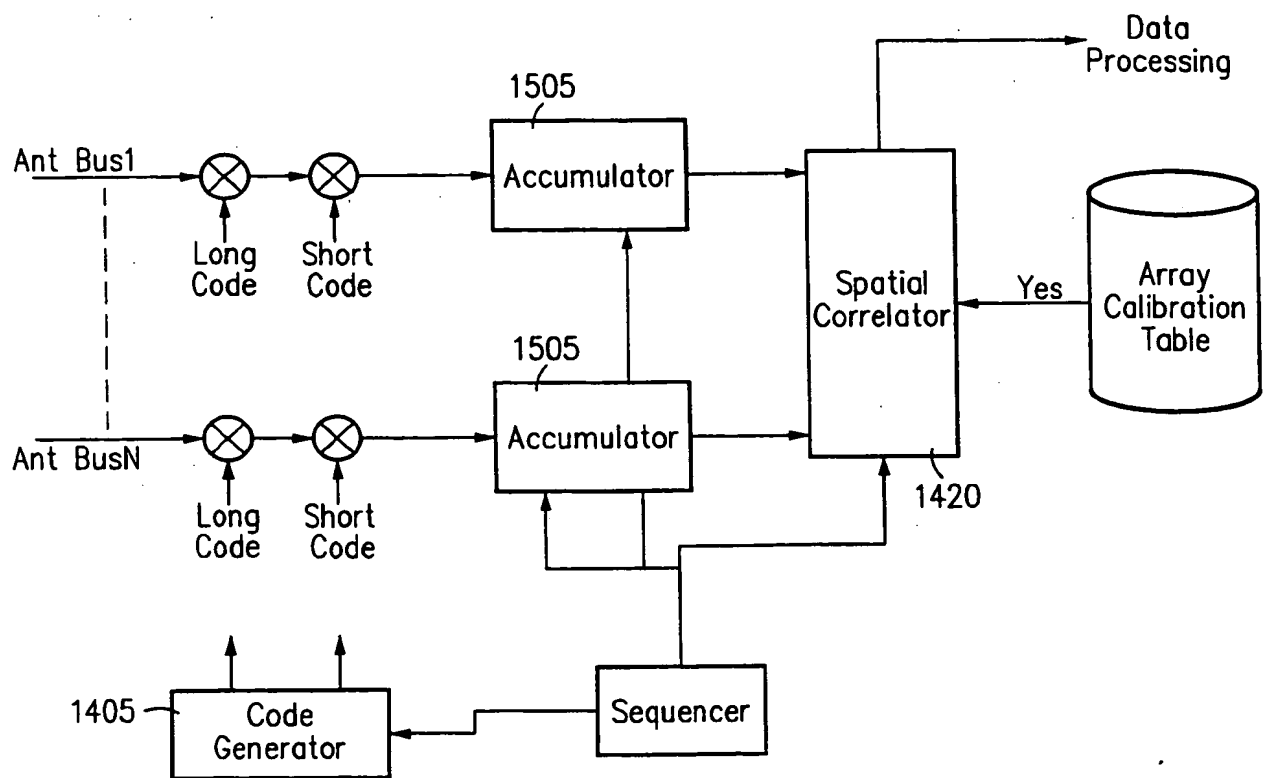 Data
Processing
1505
Ant Bus1
Accumulator
Long
Code
Short
Code
Spatial
Correlator
Yes
Array
Calibration
Table
1505
Ant BusN
Accumulator
1420
Long
Code
Short
Code
1405
Code
Generator
Sequencer